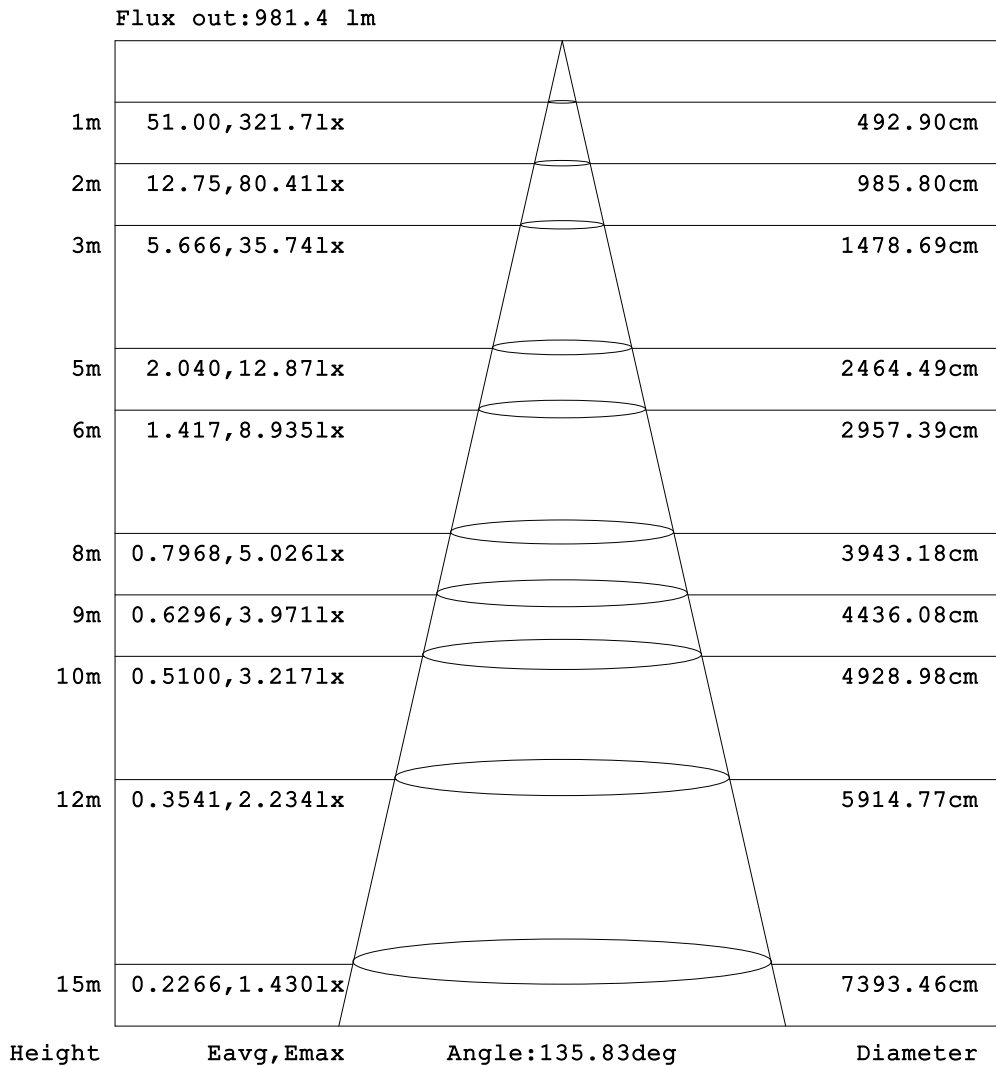 Flux out:981.4 lm
1m 51.00,321.7lx 492.90cm
2m 12.75,80.41lx 985.80cm
3m 5.666,35.74lx 1478.69cm
5m 2.040,12.87lx 2464.49cm
6m 1.417,8.935lx 2957.39cm
8m 0.7968,5.026lx 3943.18cm
9m 0.6296,3.971lx 4436.08cm
10m 0.5100,3.217lx 4928.98cm
12m 0.3541,2.234lx 5914.77cm
15m 0.2266,1.430lx 7393.46cm
Height Eavg,Emax Angle:135.83deg Diameter